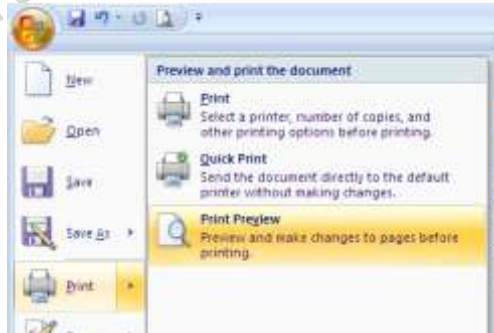 New
Open
Save
Save As
Print
Preview and print the document
Print
Select a printer, number of copies, and
other printing options before printing.
Quick Print
Send the document directly to the default
printer without making changes.
Print Preview
Preview and make changes to pages before
printing.